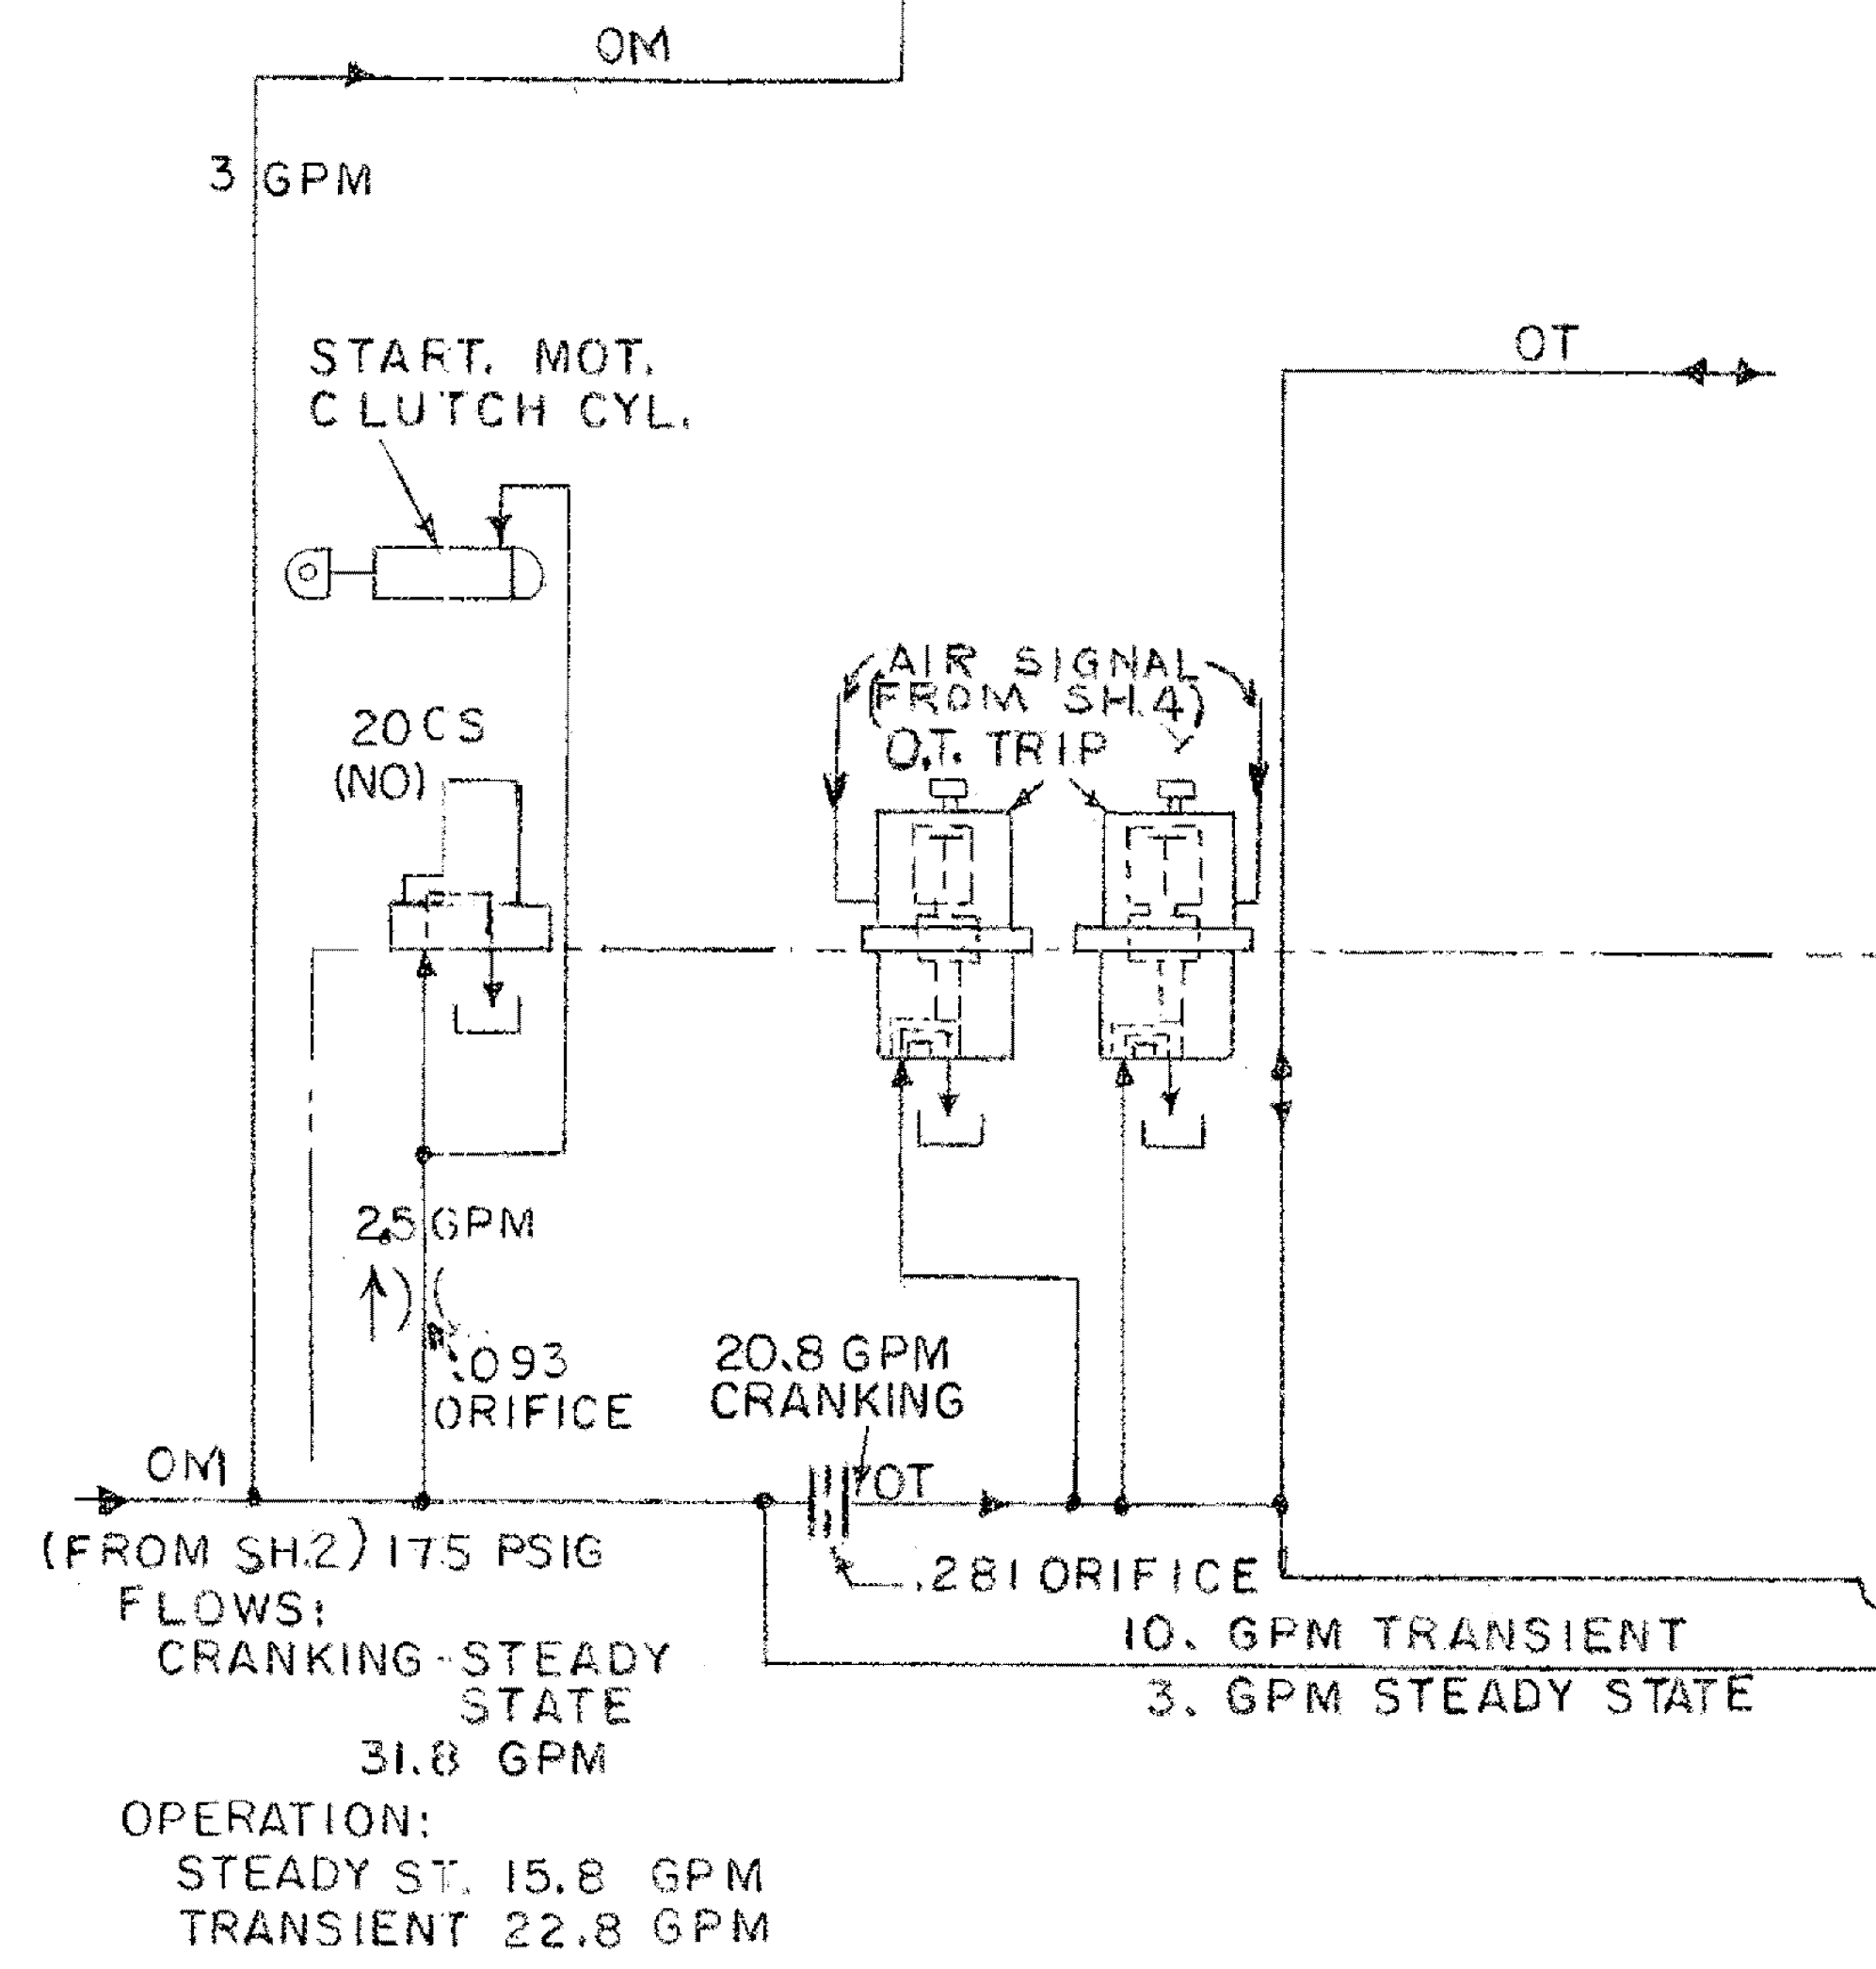 OM
3 GPM
START. MOT.
CLUTCH CYL.
OT
AIR SIGNAL
(FROM SH.4)
O.T. TRIP
20CS
(NO)
2.5 GPM
.093
ORIFICE
20.8 GPM
CRANKING
OM
OT
(FROM SH.2) 175 PSIG
.281 ORIFICE
FLOWS:
CRANKING-STEADY
STATE
31.8 GPM
10. GPM TRANSIENT
3. GPM STEADY STATE
OPERATION:
STEADY ST. 15.8 GPM
TRANSIENT 22.8 GPM